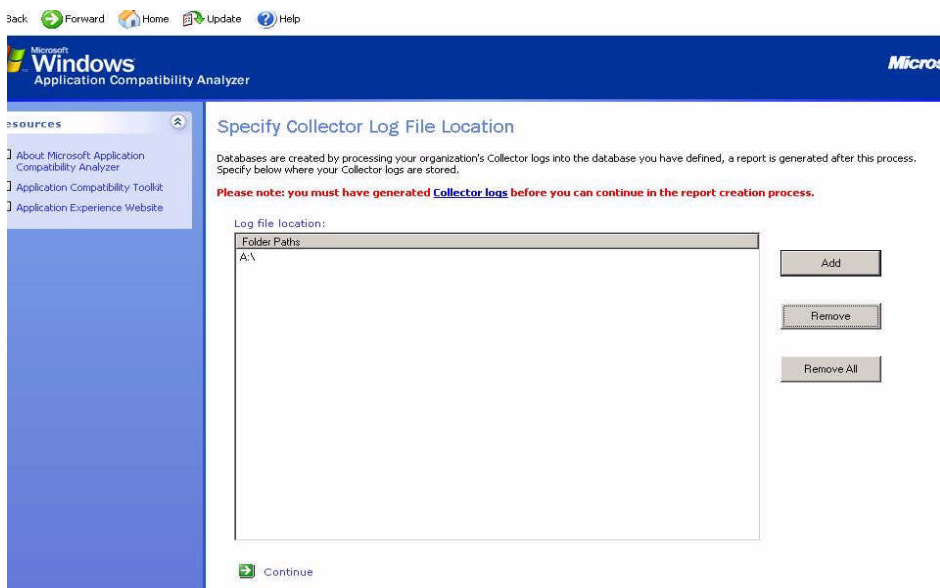 Back Forward Home Update Help
Microsoft
Windows
Application Compatibility Analyzer
Micros
esources
About Microsoft Application
Compatibility Analyzer
Application Compatibility Toolkit
Application Experience Website
Specify Collector Log File Location
Databases are created by processing your organization's Collector logs into the database you have defined, a report is generated after this process.
Specify below where your Collector logs are stored.
Please note: you must have generated Collector logs before you can continue in the report creation process.
Log file location:
Folder Paths
A:\
Add
Remove
Remove All
Continue